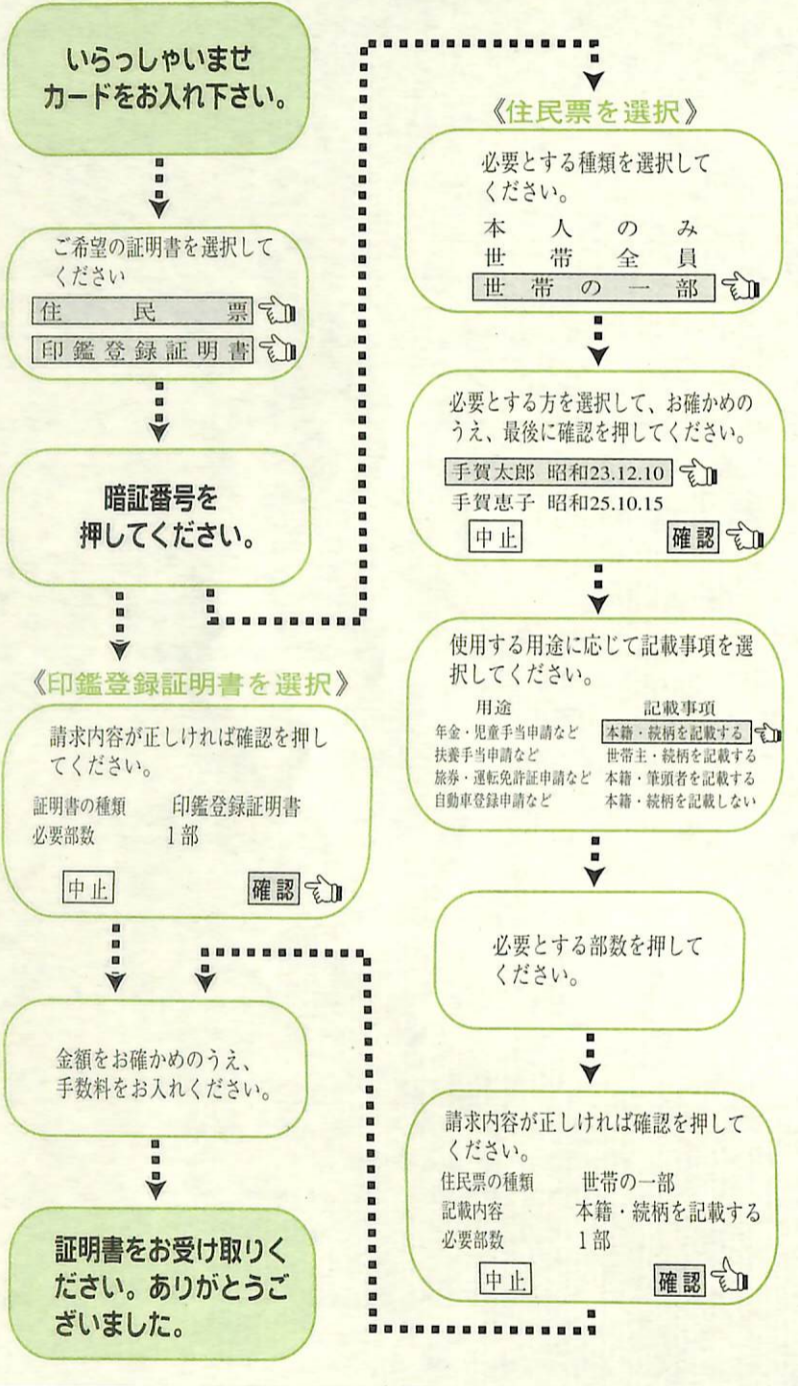 いらっしゃいませ
カードをお入れ下さい。
ご希望の証明書を選択して
ください
住民票
印鑑登録証明書
暗証番号を
押してください。
《印鑑登録証明書を選択》
請求内容が正しければ確認を押し
てください。
証明書の種類 印鑑登録証明書
必要部数 1部
中止 確認
金額をお確かめのうえ、
手数料をお入れください。
証明書をお受け取りく
ださい。ありがとうご
ざいました。
《住民票を選択》
必要とする種類を選択して
ください。
本人のみ
世帯全員
世帯の一部
必要とする方を選択して、お確かめの
うえ、最後に確認を押してください。
手賀太郎 昭和23.12.10
手賀恵子 昭和25.10.15
中止 確認
使用する用途に応じて記載事項を選
択してください。
用途 記載事項
年金・児童手当申請など 本籍・続柄を記載する
扶養手当申請など 世帯主・続柄を記載する
旅券・運転免許証申請など 本籍・筆頭者を記載する
自動車登録申請など 本籍・続柄を記載しない
必要とする部数を押して
ください。
請求内容が正しければ確認を押して
ください。
住民票の種類 世帯の一部
記載内容 本籍・続柄を記載する
必要部数 1部
中止 確認